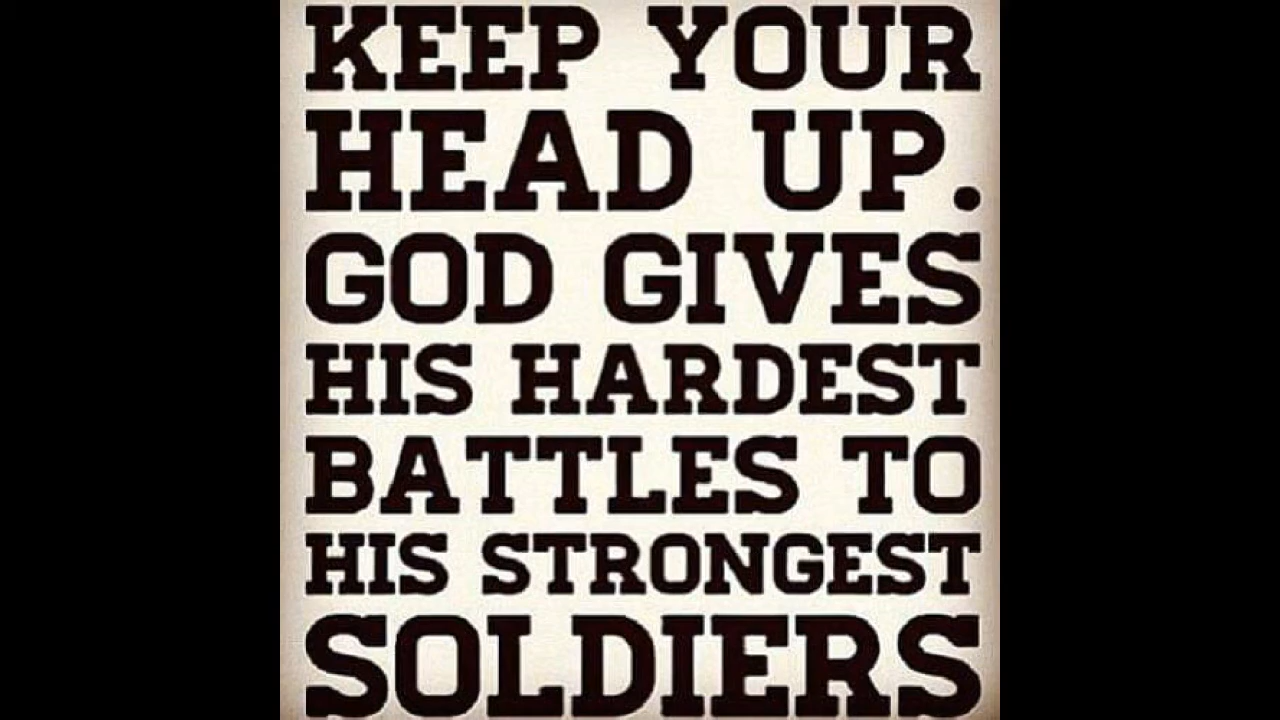 KEEP YOUR
HEAD UP.
GOD GIVES
HIS HARDEST
BATTLES TO
HIS STRONGEST
SOLDIERS